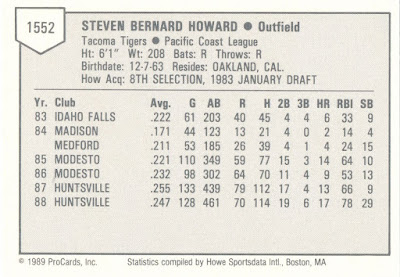 1552
STEVEN BERNARD HOWARD ● Outfield
Tacoma Tigers ● Pacific Coast League
Ht: 6'1" Wt: 208 Bats: R Throws: R
Birthdate: 12-7-63 Resides: OAKLAND, CAL.
How Acq: 8TH SELECTION, 1983 JANUARY DRAFT
Yr. Club Avg. G AB R H 2B 3B HR RBI SB
83 IDAHO FALLS .222 61 203 40 45 4 4 6 33 9
84 MADISON .171 44 123 13 21 4 0 2 14 4
MEDFORD .211 53 185 26 39 4 1 4 24 15
85 MODESTO .221 110 349 59 77 15 3 14 64 10
86 MODESTO .232 98 302 64 70 11 4 9 53 13
87 HUNTSVILLE .255 133 439 79 112 17 4 13 66 9
88 HUNTSVILLE .247 128 461 70 114 19 6 17 78 29
© 1989 ProCards, Inc. Statistics compiled by Howe Sportsdata Intl., Boston, MA